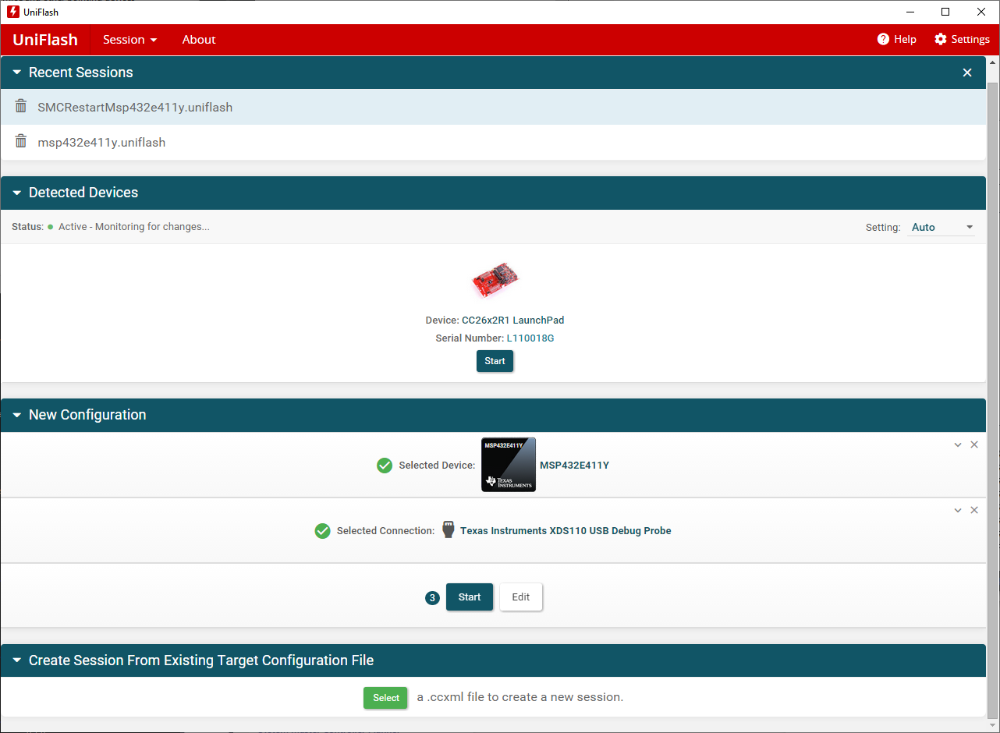 UniFlash
UniFlash Session About Help Settings
Recent Sessions
SMCRestartMsp432e411y.uniflash
msp432e411y.uniflash
Detected Devices
Status: Active - Monitoring for changes... Setting: Auto
Device: CC26x2R1 LaunchPad
Serial Number: L110018G
Start
New Configuration
MSP432E411Y
Selected Device: MSP432E411Y
TEXAS
INSTRUMENTS
Selected Connection: Texas Instruments XDS110 USB Debug Probe
3 Start Edit
Create Session From Existing Target Configuration File
Select a .ccxml file to create a new session.